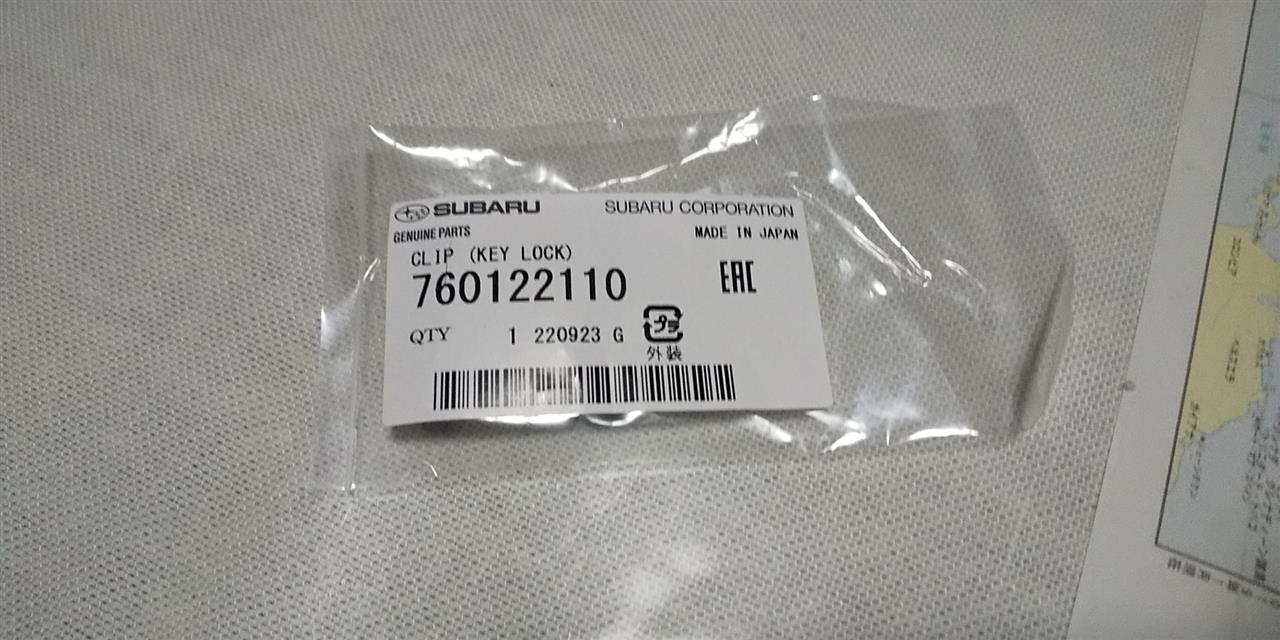 SUBARU SUBARU CORPORATION
GENUINE PARTS MADE IN JAPAN
CLIP (KEY LOCK)
760122110 EAC
QTY 1 220923 G プラ
外装